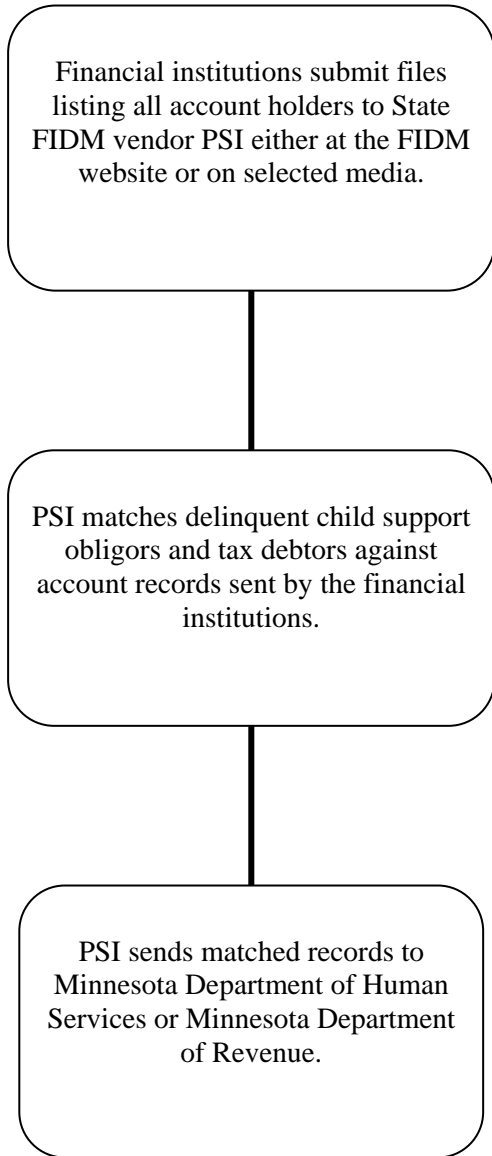 Financial institutions submit files
listing all account holders to State
FIDM vendor PSI either at the FIDM
website or on selected media.
PSI matches delinquent child support
obligors and tax debtors against
account records sent by the financial
institutions.
PSI sends matched records to
Minnesota Department of Human
Services or Minnesota Department
of Revenue.